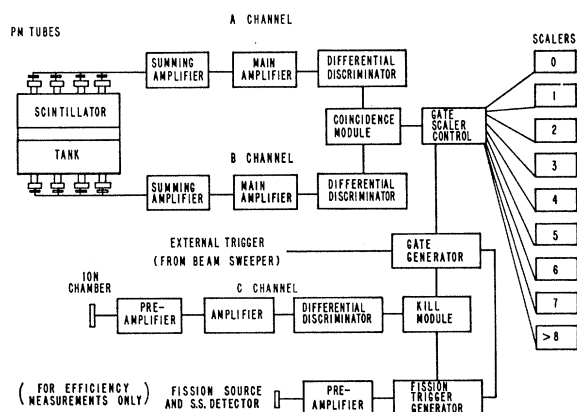 A CHANNEL
PM TUBES
SCALERS
SUMMING
AMPLIFIER
MAIN
AMPLIFIER
DIFFERENTIAL
DISCRIMINATOR
0
SCINTILLATOR
1
COINCIDENCE
MODULE
GATE
SCALER
CONTROL
2
TANK
3
B CHANNEL
SUMMING
AMPLIFIER
MAIN
AMPLIFIER
DIFFERENTIAL
DISCRIMINATOR
4
5
EXTERNAL TRIGGER
(FROM BEAM SWEEPER)
GATE
GENERATOR
6
ION
CHAMBER
C CHANNEL
7
PRE-
AMPLIFIER
AMPLIFIER
DIFFERENTIAL
DISCRIMINATOR
KILL
MODULE
>8
(FOR EFFICIENCY
MEASUREMENTS ONLY)
FISSION SOURCE
AND S.S. DETECTOR
PRE-
AMPLIFIER
FISSION
TRIGGER
GENERATOR